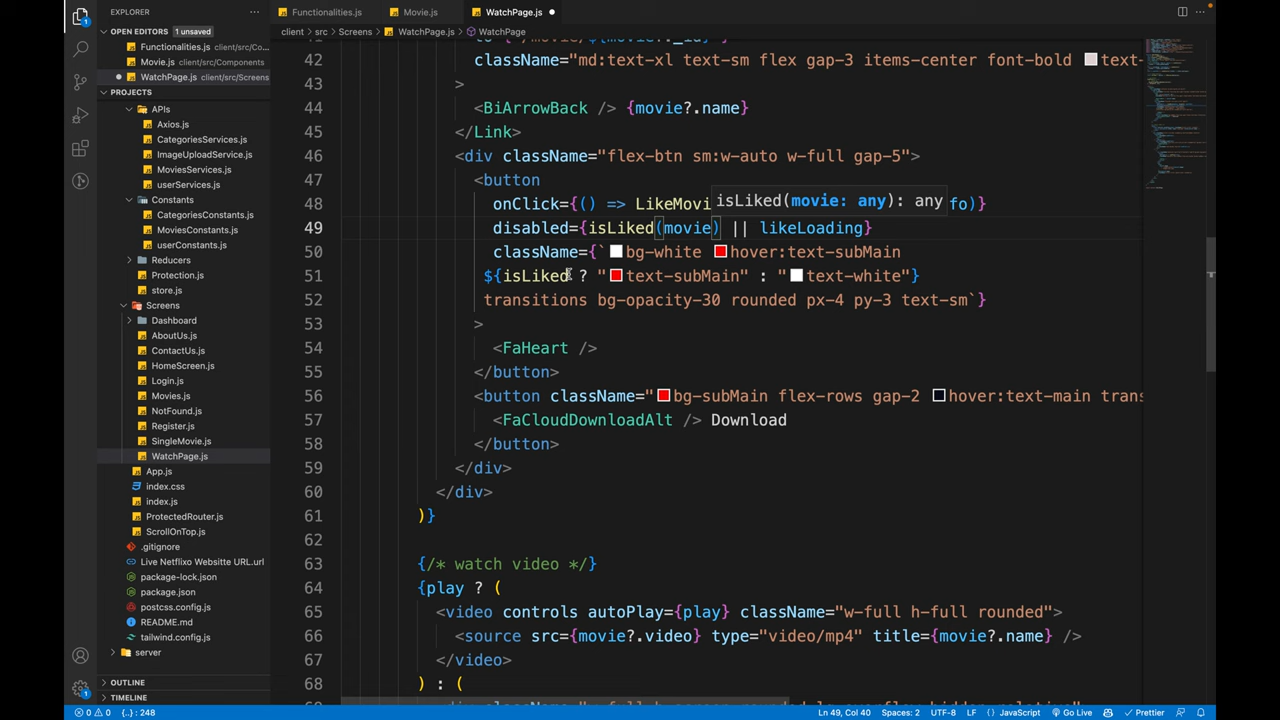 EXPLORER
···
Functionalities.js
Movie.js
WatchPage.js
OPEN EDITORS
1 unsaved
client > src > Screens > WatchPage.js > WatchPage
Functionalities.js client/src/Co...
Movie.js client/src/Components
WatchPage.js client/src/Screens
PROJECTS
APIs
Axios.js
CategoriesServices.js
ImageUploadService.js
MoviesServices.js
userServices.js
Constants
CategoriesConstants.js
MoviesConstants.js
userConstants.js
Reducers
Protection.js
store.js
Screens
Dashboard
AboutUs.js
ContactUs.js
HomeScreen.js
Login.js
Movies.js
NotFound.js
Register.js
SingleMovie.js
WatchPage.js
App.js
index.css
index.js
ProtectedRouter.js
ScrollOnTop.js
.gitignore
Live Netflixo Websitte URL.url
package-lock.json
package.json
postcss.config.js
README.md
tailwind.config.js
server
OUTLINE
TIMELINE
42 className="md:text-xl text-sm flex gap-3 items-center font-bold text-
43
44 <BiArrowBack /> {movie?.name}
45 </Link>
46 <div className="flex-btn sm:w-auto w-full gap-5">
47 <button
isLiked(movie: any): any
48 onClick={() => LikeMovi fo)}
49 disabled={isLiked(movie) || likeLoading}
50 className={`bg-white hover:text-subMain
51 ${isLiked ? "text-subMain" : "text-white"}
52 transitions bg-opacity-30 rounded px-4 py-3 text-sm`}
53 >
54 <FaHeart />
55 </button>
56 <button className="bg-subMain flex-rows gap-2 hover:text-main trans
57 <FaCloudDownloadAlt /> Download
58 </button>
59 </div>
60 </div>
61 )}
62
63 {/* watch video */}
64 {play ? (
65 <video controls autoPlay={play} className="w-full h-full rounded">
66 <source src={movie?.video} type="video/mp4" title={movie?.name} />
67 </video>
68 ) : (
0 0 {..}: 248
Ln 49, Col 40 Spaces: 2 UTF-8 LF {} JavaScript Go Live Prettier